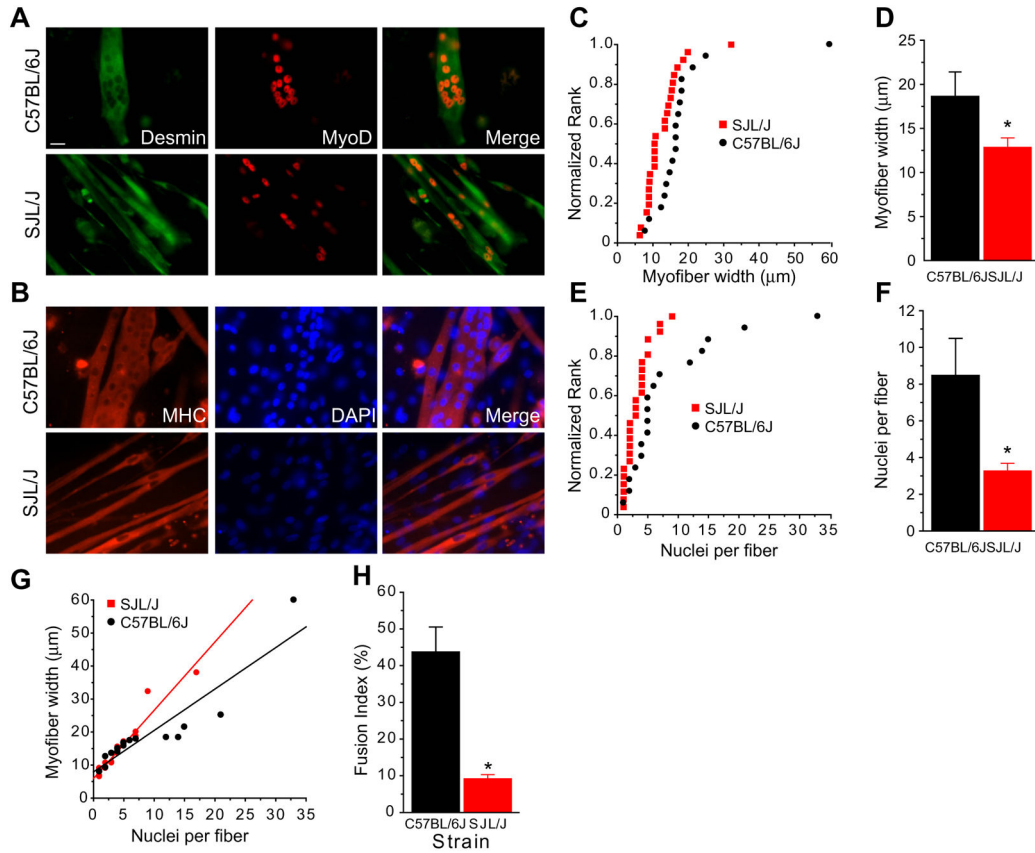 A
C57BL/6J
Desmin
MyoD
Merge
SJL/J
B
C57BL/6J
MHC
DAPI
Merge
SJL/J
C
Normalized Rank
1.0
0.8
0.6
0.4
0.2
0
SJL/J
C57BL/6J
0 10 20 30 40 50 60
Myofiber width (μm)
D
Myofiber width (μm)
25
20
15
10
5
0
*
C57BL/6J SJL/J
E
Normalized Rank
1.0
0.8
0.6
0.4
0.2
0
SJL/J
C57BL/6J
0 5 10 15 20 25 30 35
Nuclei per fiber
F
Nuclei per fiber
12
10
8
6
4
2
0
*
C57BL/6J SJL/J
G
Myofiber width (μm)
60
50
40
30
20
10
0
SJL/J
C57BL/6J
0 5 10 15 20 25 30 35
Nuclei per fiber
H
Fusion Index (%)
60
50
40
30
20
10
0
*
C57BL/6J SJL/J
Strain